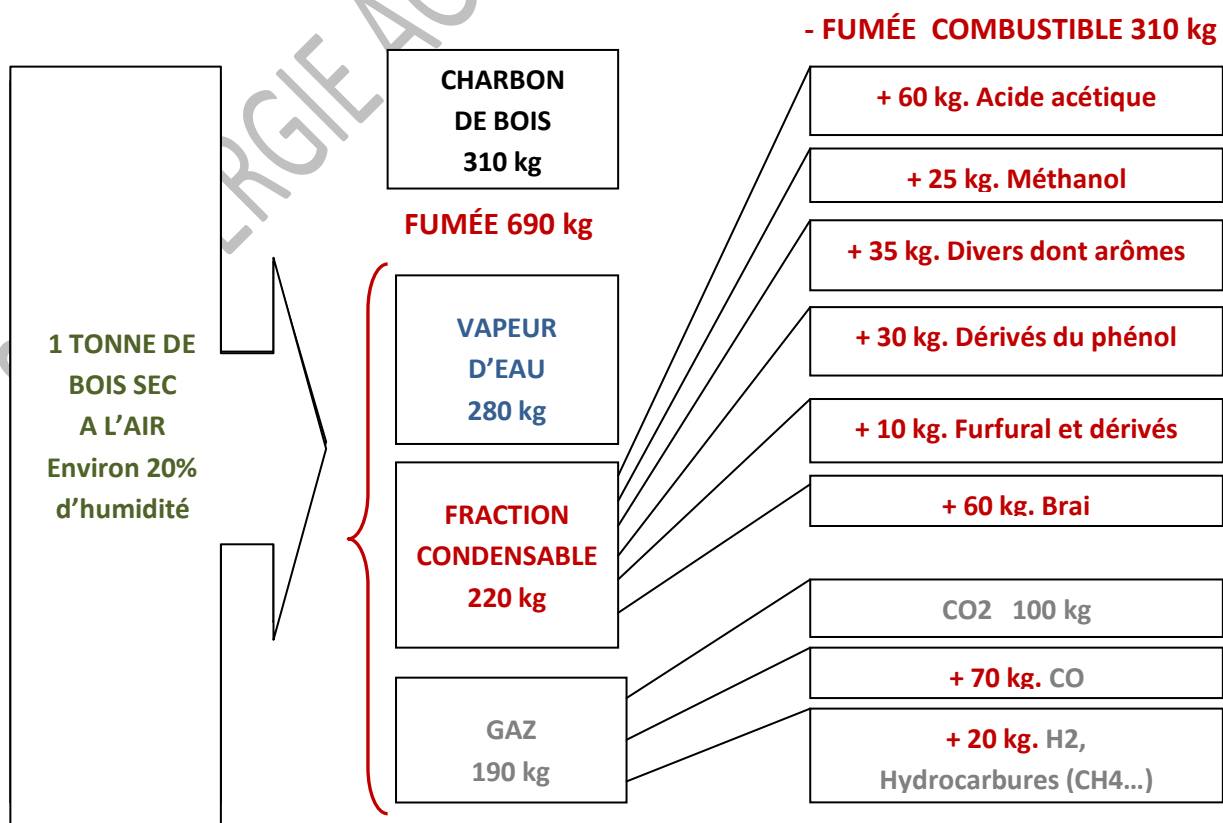 - FUMÉE COMBUSTIBLE 310 kg
1 TONNE DE
BOIS SEC
A L’AIR
Environ 20%
d’humidité
CHARBON
DE BOIS
310 kg
FUMÉE 690 kg
VAPEUR
D’EAU
280 kg
FRACTION
CONDENSABLE
220 kg
GAZ
190 kg
+ 60 kg. Acide acétique
+ 25 kg. Méthanol
+ 35 kg. Divers dont arômes
+ 30 kg. Dérivés du phénol
+ 10 kg. Furfural et dérivés
+ 60 kg. Brai
CO2 100 kg
+ 70 kg. CO
+ 20 kg. H2,
Hydrocarbures (CH4…)